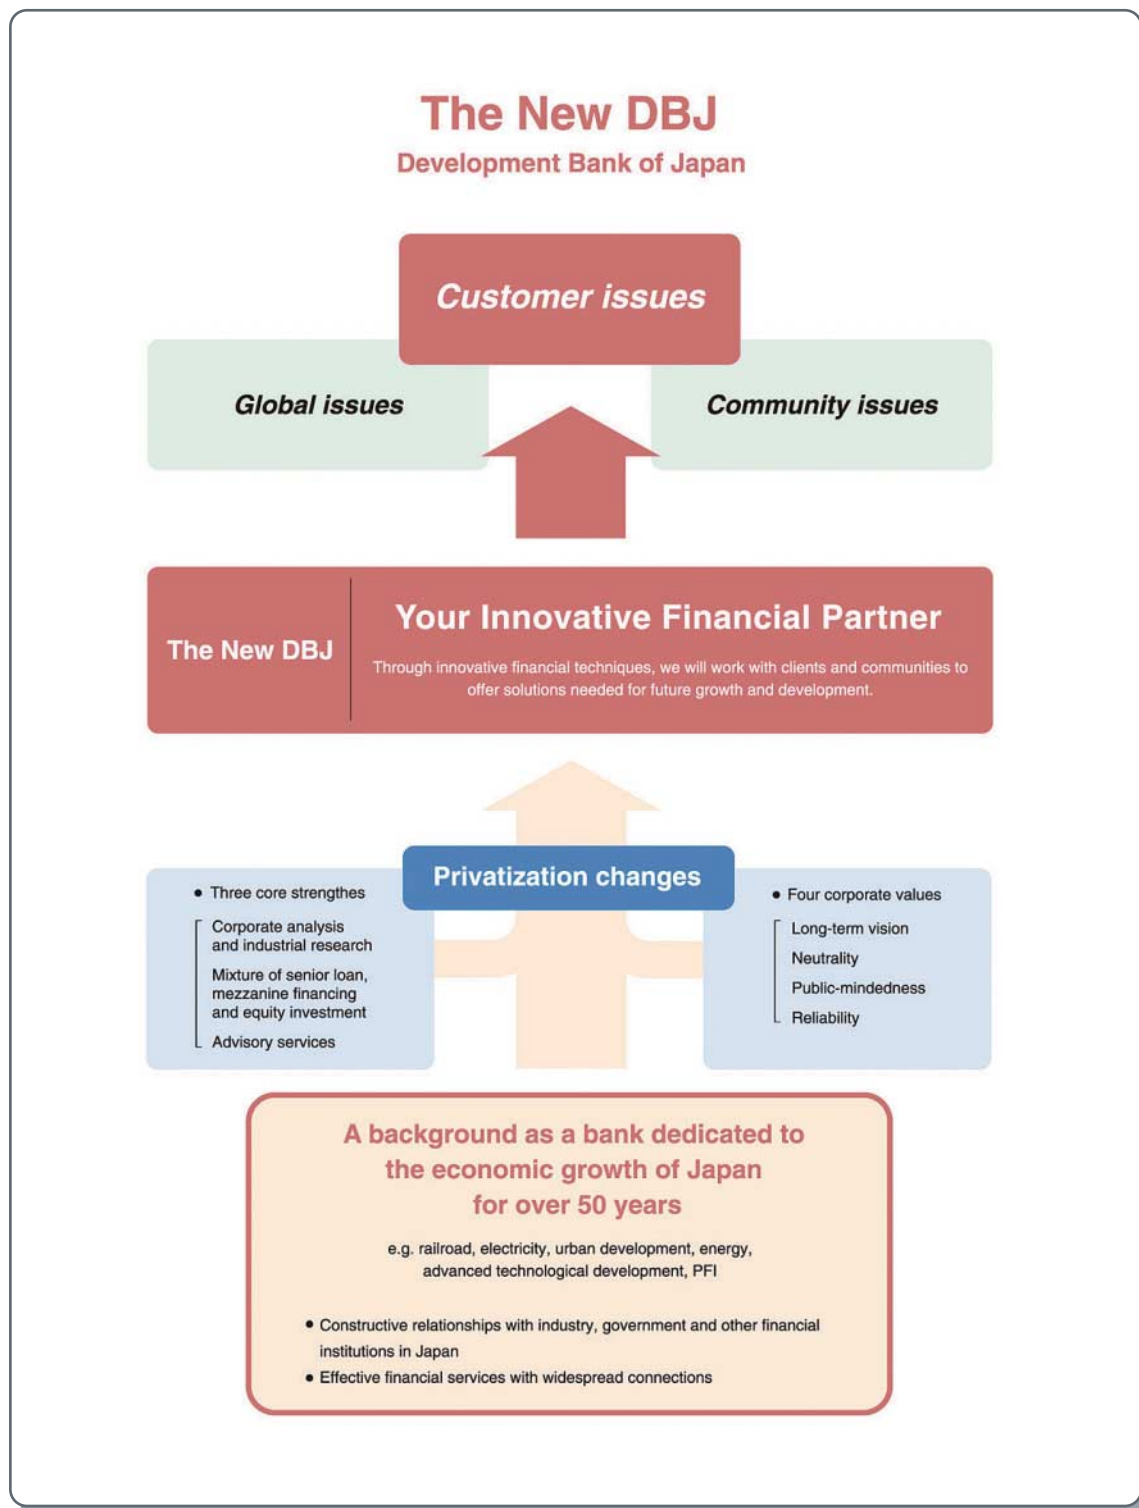 The New DBJ
Development Bank of Japan
Customer issues
Global issues
Community issues
The New DBJ
Your Innovative Financial Partner
Through innovative financial techniques, we will work with clients and communities to
offer solutions needed for future growth and development.
Privatization changes
● Three core strengthes
Corporate analysis
and industrial research
Mixture of senior loan,
mezzanine financing
and equity investment
Advisory services
● Four corporate values
Long-term vision
Neutrality
Public-mindedness
Reliability
A background as a bank dedicated to
the economic growth of Japan
for over 50 years
e.g. railroad, electricity, urban development, energy,
advanced technological development, PFI
● Constructive relationships with industry, government and other financial
institutions in Japan
● Effective financial services with widespread connections